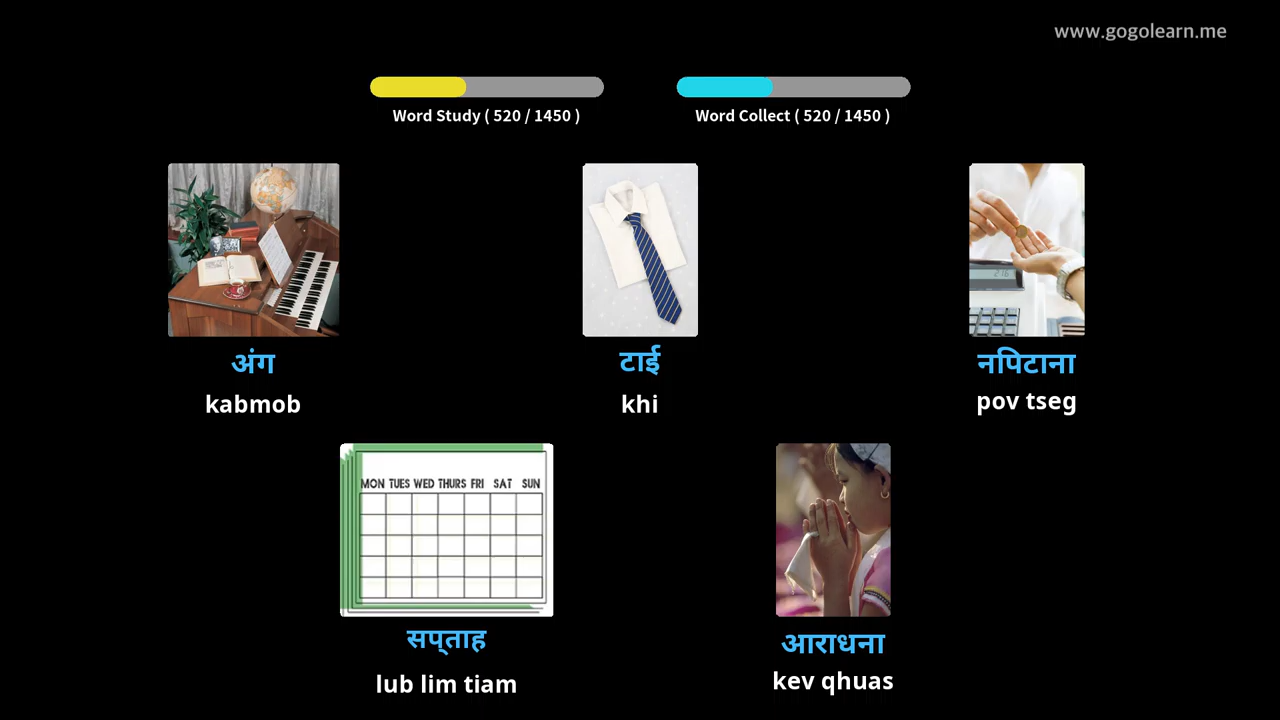 www.gogolearn.me
Word Study ( 520 / 1450 )
Word Collect ( 520 / 1450 )
अंग
kabmob
टाई
khi
नपिटाना
pov tseg
MON TUES WED THURS FRI SAT SUN
सप्ताह
lub lim tiam
आराधना
kev qhuas